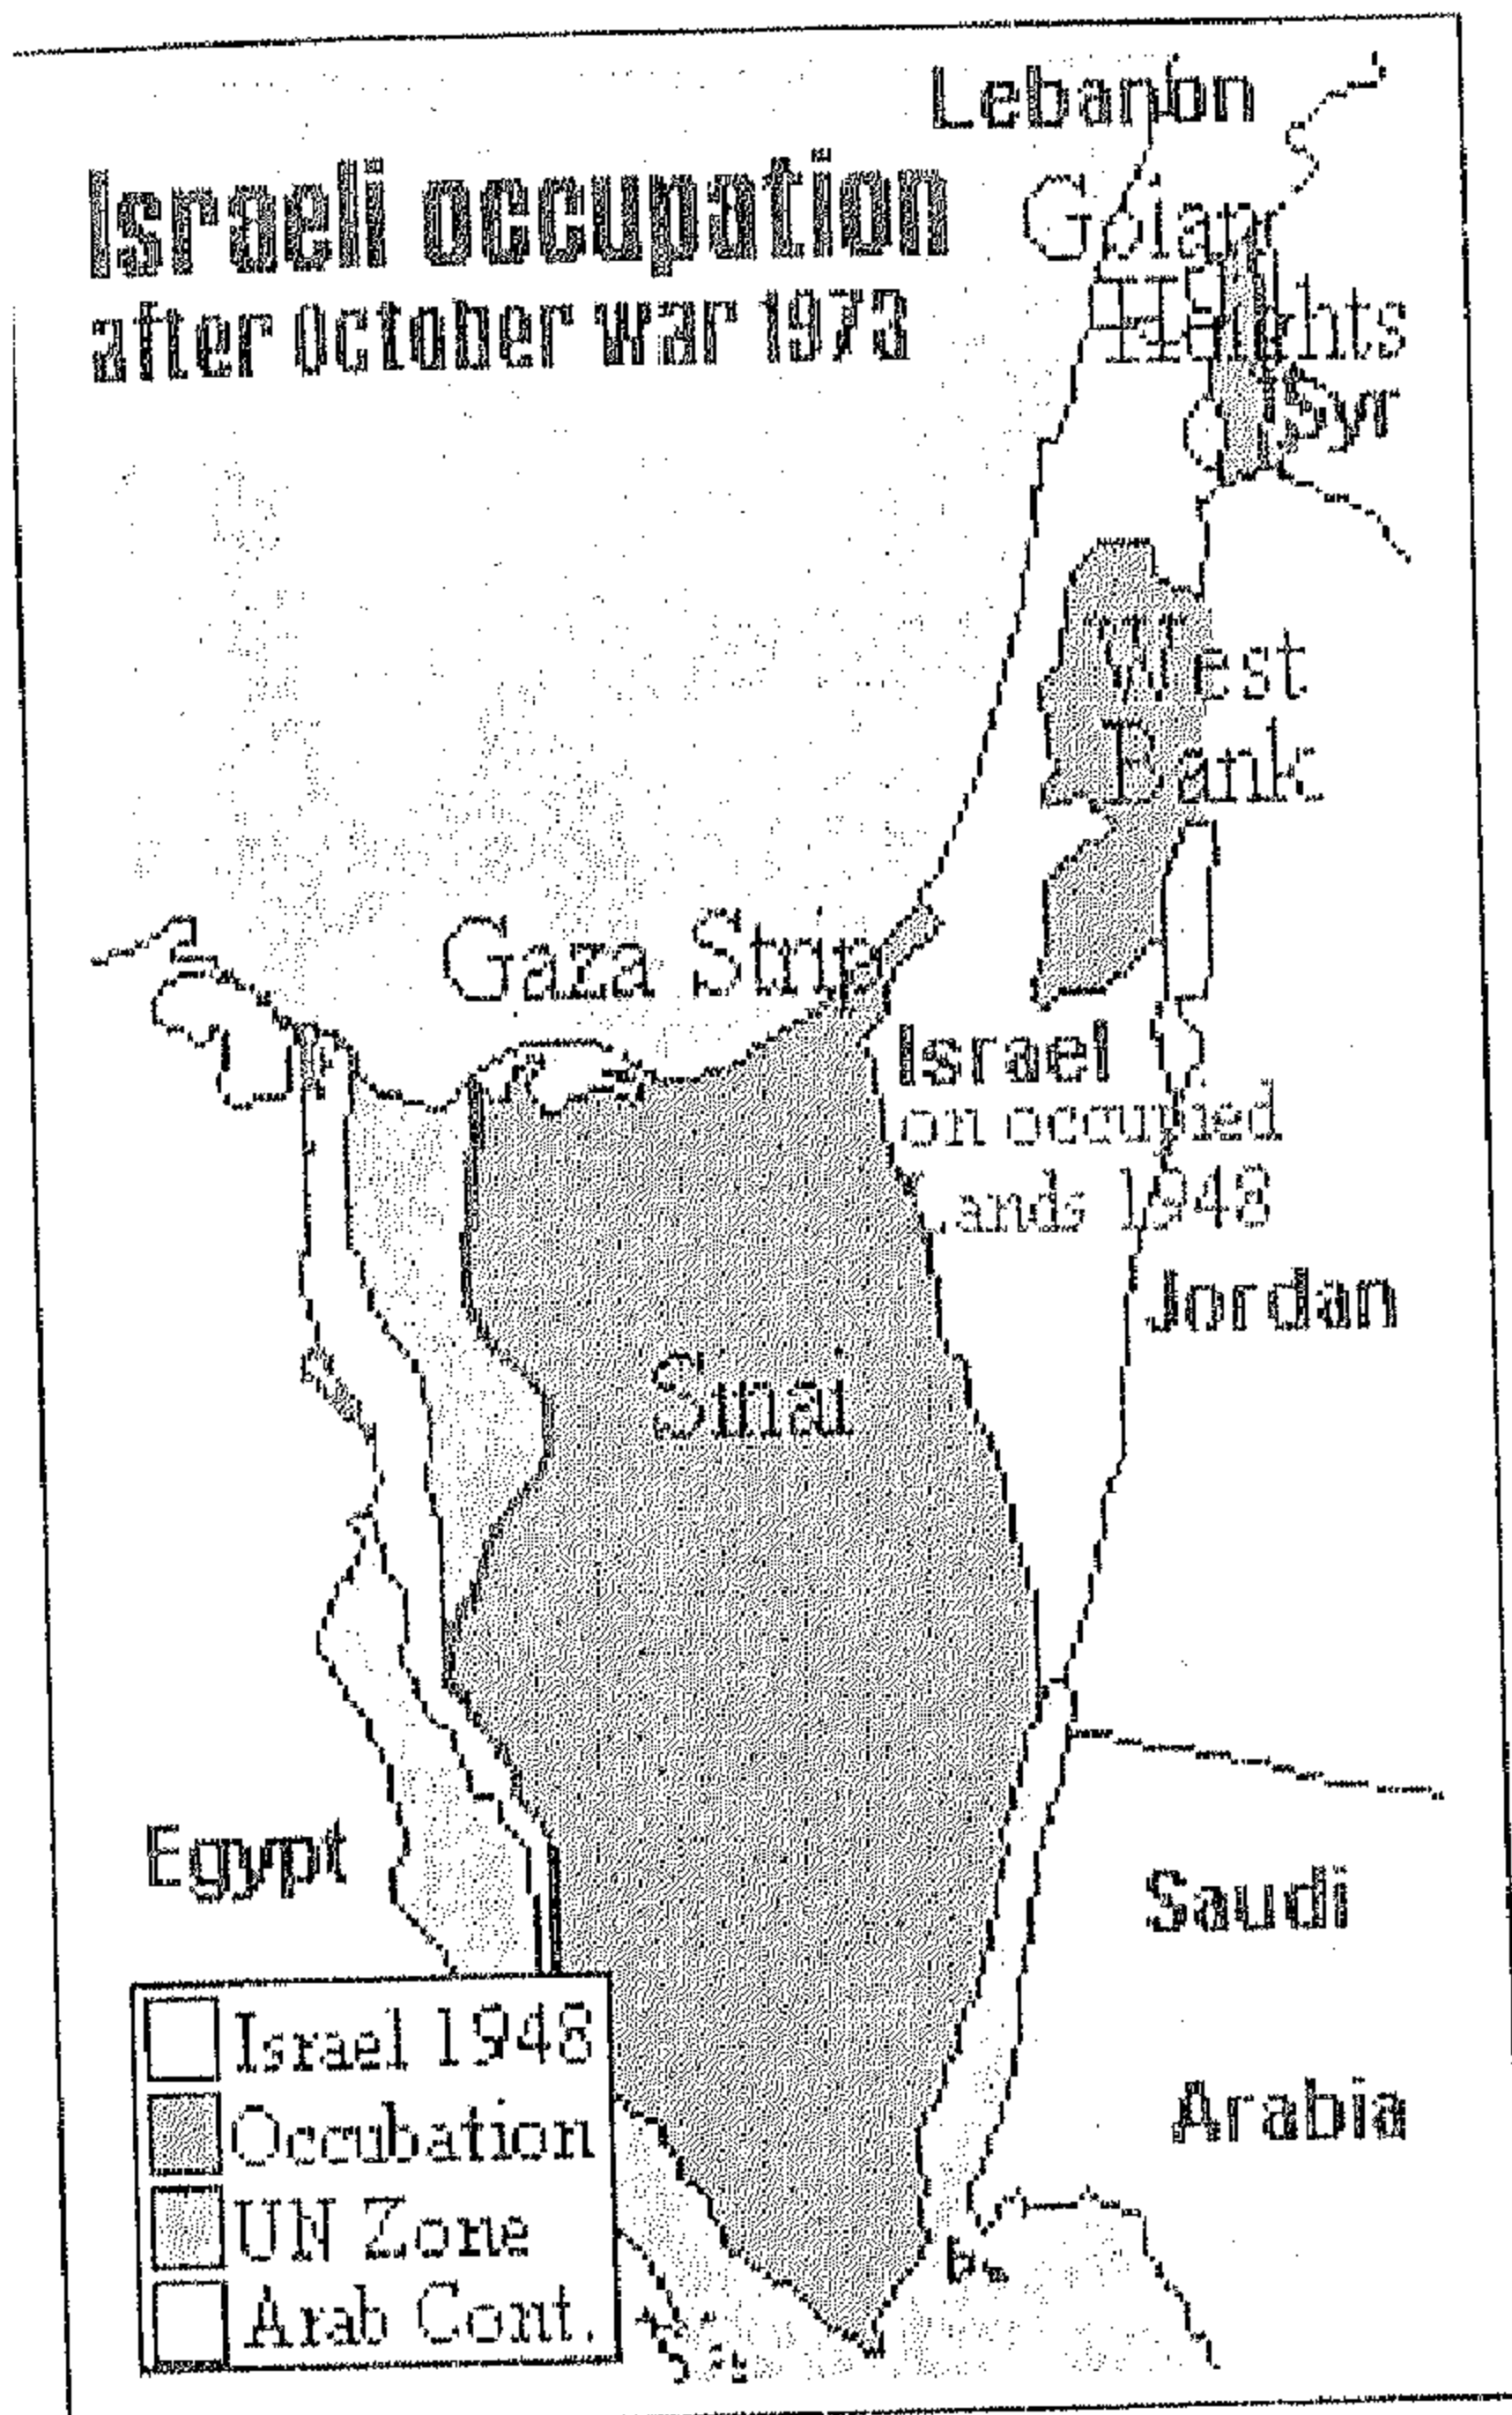 Lebanon
Israeli occupation
after october war 1973
Golan
Heights
Syr
West
Bank
Gaza Strip
Israel
on occupied
Lands 1948
Sinai
Jordan
Egypt
Saudi
Arabia
Israel 1948
Occubation
UN Zone
Arab Cont.